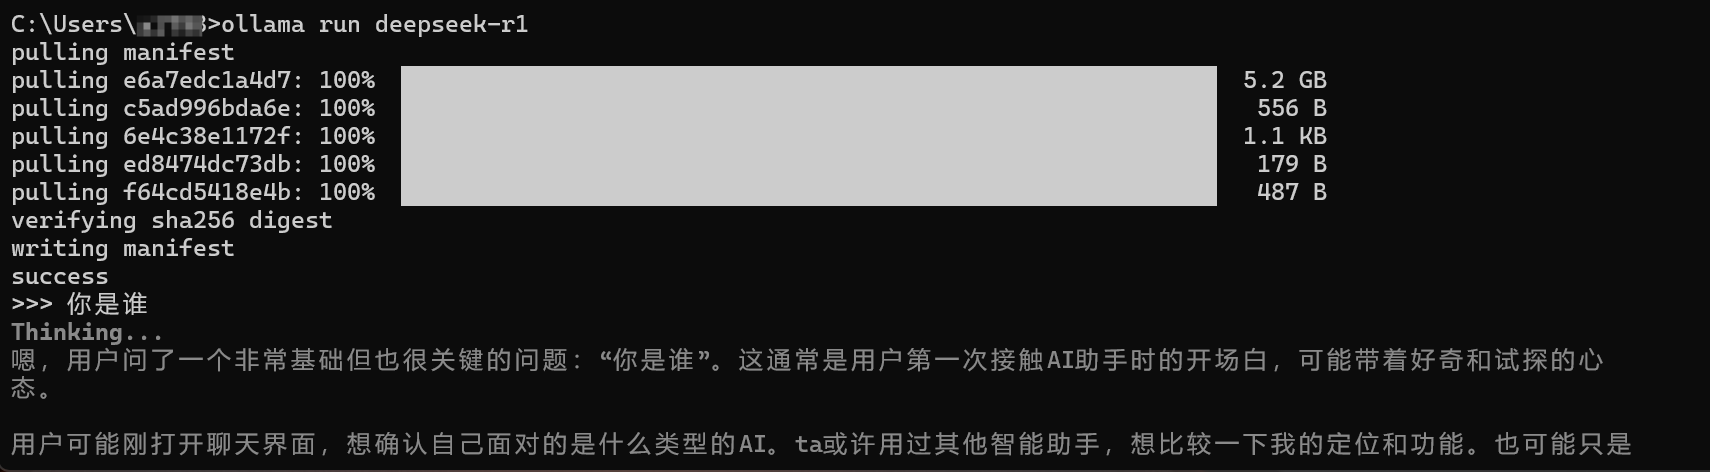 C:\Users\>ollama run deepseek-r1
pulling manifest
pulling e6a7edc1a4d7: 100% 5.2 GB
pulling c5ad996bda6e: 100% 556 B
pulling 6e4c38e1172f: 100% 1.1 KB
pulling ed8474dc73db: 100% 179 B
pulling f64cd5418e4b: 100% 487 B
verifying sha256 digest
writing manifest
success
>>> 你是谁
Thinking...
嗯，用户问了一个非常基础但也很关键的问题：“你是谁”。这通常是用户第一次接触AI助手时的开场白，可能带着好奇和试探的心
态。
用户可能刚打开聊天界面，想确认自己面对的是什么类型的AI。ta或许用过其他智能助手，想比较一下我的定位和功能。也可能只是